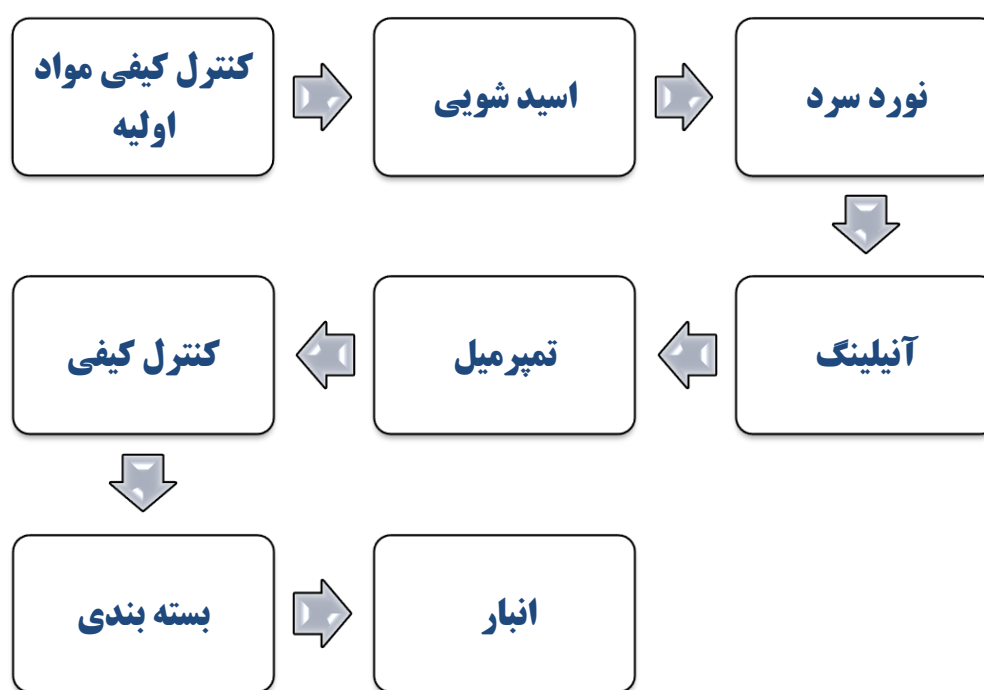 کنترل کیفی مواد
اولیه
اسید شویی
نورد سرد
آنیلینگ
تمپرمیل
کنترل کیفی
بسته بندی
انبار